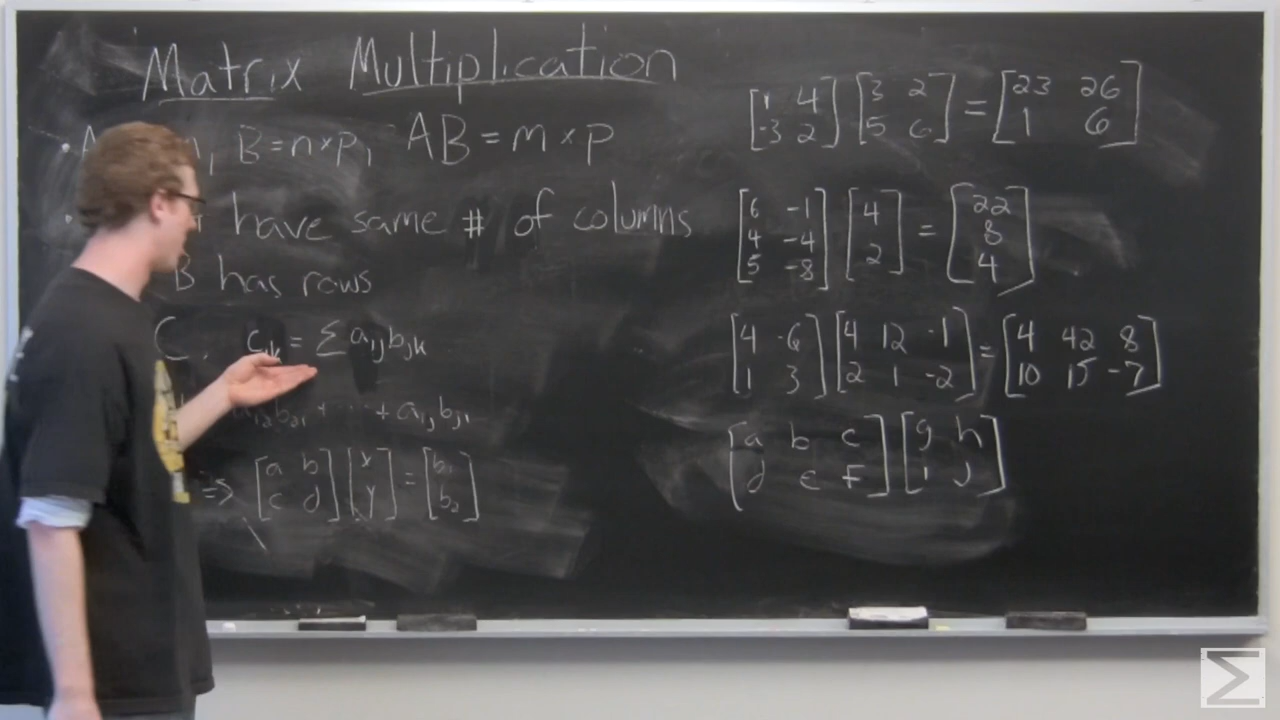 Matrix Multiplication
B = n×p, AB = m × p
have same # of columns
B has rows
C. c_ik = Σ a_ij b_jk
a_12 b_21 + ⋯ + a_1j b_j1
⇒ [a b; c d] [x; y] = [b_1; b_2]
[1 4; -3 2] [3 2; 5 6] = [23 26; 1 6]
[6 -1; 4 -4; 5 -8] [4; 2] = [22; 8; 4]
[4 -6; 1 3] [4 12 -1; 2 1 -2] = [4 42 8; 10 15 -7]
[a b c; d e f] [g h; i j]
Σ